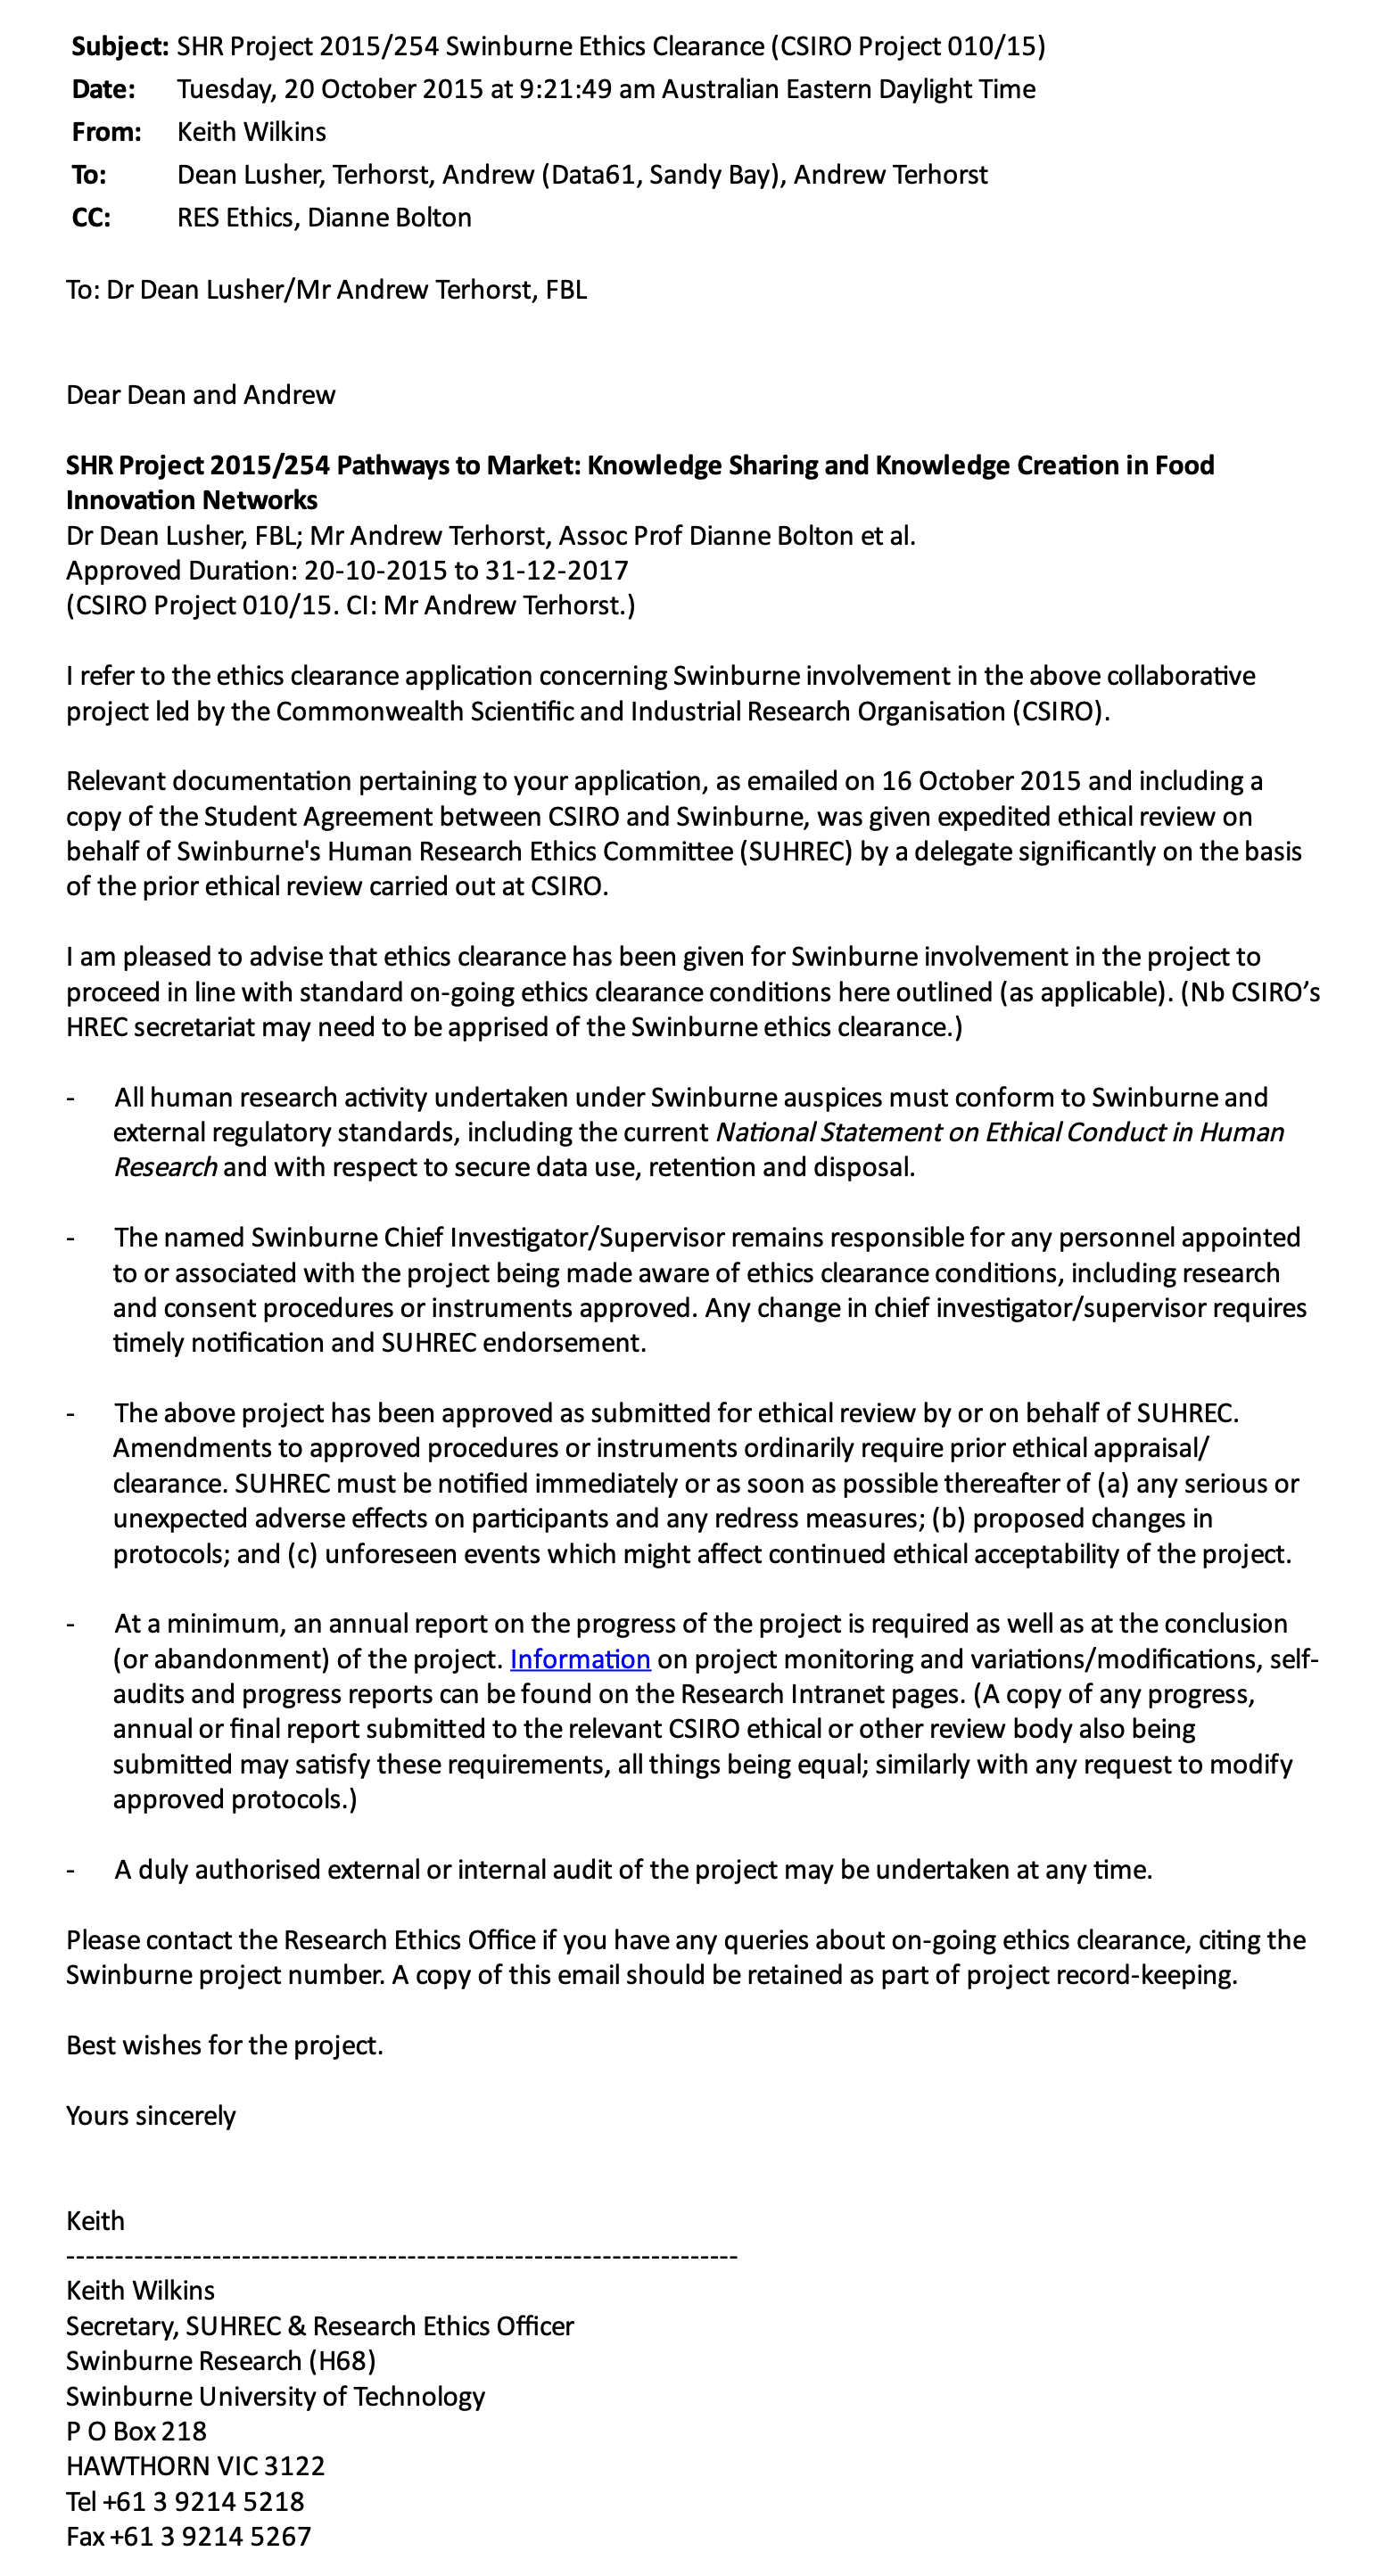 Subject: SHR Project 2015/254 Swinburne Ethics Clearance (CSIRO Project 010/15)
Date: Tuesday, 20 October 2015 at 9:21:49 am Australian Eastern Daylight Time
From: Keith Wilkins
To: Dean Lusher, Terhorst, Andrew (Data61, Sandy Bay), Andrew Terhorst
CC: RES Ethics, Dianne Bolton
To: Dr Dean Lusher/Mr Andrew Terhorst, FBL
Dear Dean and Andrew
SHR Project 2015/254 Pathways to Market: Knowledge Sharing and Knowledge Creation in Food
Innovation Networks
Dr Dean Lusher, FBL; Mr Andrew Terhorst, Assoc Prof Dianne Bolton et al.
Approved Duration: 20-10-2015 to 31-12-2017
(CSIRO Project 010/15. CI: Mr Andrew Terhorst.)
I refer to the ethics clearance application concerning Swinburne involvement in the above collaborative
project led by the Commonwealth Scientific and Industrial Research Organisation (CSIRO).
Relevant documentation pertaining to your application, as emailed on 16 October 2015 and including a
copy of the Student Agreement between CSIRO and Swinburne, was given expedited ethical review on
behalf of Swinburne's Human Research Ethics Committee (SUHREC) by a delegate significantly on the basis
of the prior ethical review carried out at CSIRO.
I am pleased to advise that ethics clearance has been given for Swinburne involvement in the project to
proceed in line with standard on-going ethics clearance conditions here outlined (as applicable). (Nb CSIRO’s
HREC secretariat may need to be apprised of the Swinburne ethics clearance.)
- All human research activity undertaken under Swinburne auspices must conform to Swinburne and
external regulatory standards, including the current National Statement on Ethical Conduct in Human
Research and with respect to secure data use, retention and disposal.
- The named Swinburne Chief Investigator/Supervisor remains responsible for any personnel appointed
to or associated with the project being made aware of ethics clearance conditions, including research
and consent procedures or instruments approved. Any change in chief investigator/supervisor requires
timely notification and SUHREC endorsement.
- The above project has been approved as submitted for ethical review by or on behalf of SUHREC.
Amendments to approved procedures or instruments ordinarily require prior ethical appraisal/
clearance. SUHREC must be notified immediately or as soon as possible thereafter of (a) any serious or
unexpected adverse effects on participants and any redress measures; (b) proposed changes in
protocols; and (c) unforeseen events which might affect continued ethical acceptability of the project.
- At a minimum, an annual report on the progress of the project is required as well as at the conclusion
(or abandonment) of the project. Information on project monitoring and variations/modifications, self-
audits and progress reports can be found on the Research Intranet pages. (A copy of any progress,
annual or final report submitted to the relevant CSIRO ethical or other review body also being
submitted may satisfy these requirements, all things being equal; similarly with any request to modify
approved protocols.)
- A duly authorised external or internal audit of the project may be undertaken at any time.
Please contact the Research Ethics Office if you have any queries about on-going ethics clearance, citing the
Swinburne project number. A copy of this email should be retained as part of project record-keeping.
Best wishes for the project.
Yours sincerely
Keith
---------------------------------------------------------------------
Keith Wilkins
Secretary, SUHREC & Research Ethics Officer
Swinburne Research (H68)
Swinburne University of Technology
P O Box 218
HAWTHORN VIC 3122
Tel +61 3 9214 5218
Fax +61 3 9214 5267